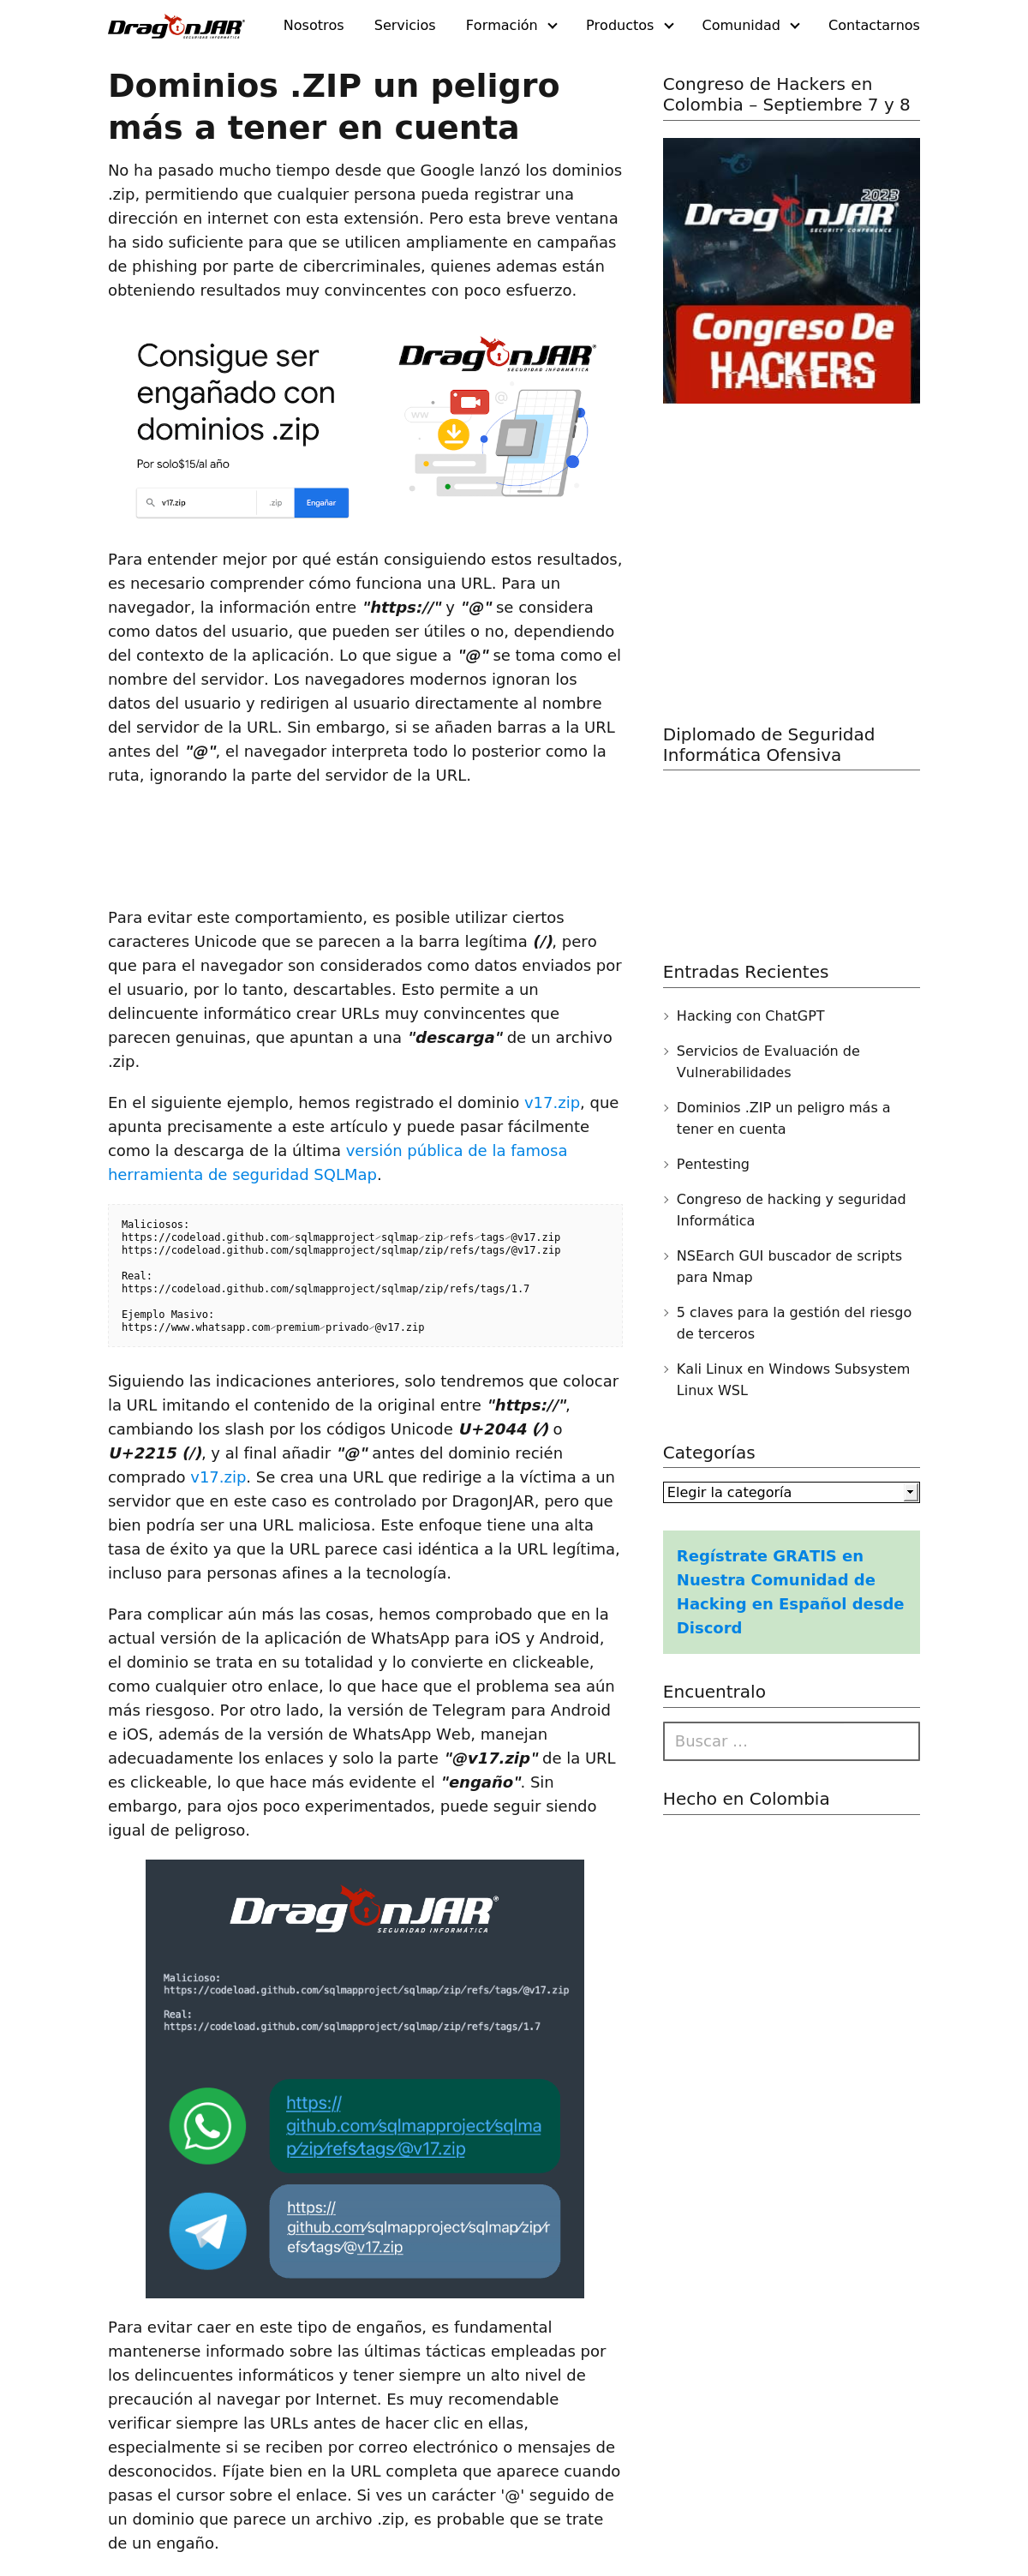 DragonJAR
SEGURIDAD INFORMÁTICA
Nosotros
Servicios
Formación
Productos
Comunidad
Contactarnos
Dominios .ZIP un peligro
más a tener en cuenta
No ha pasado mucho tiempo desde que Google lanzó los dominios
.zip, permitiendo que cualquier persona pueda registrar una
dirección en internet con esta extensión. Pero esta breve ventana
ha sido suficiente para que se utilicen ampliamente en campañas
de phishing por parte de cibercriminales, quienes ademas están
obteniendo resultados muy convincentes con poco esfuerzo.
Consigue ser
engañado con
dominios .zip
Por solo$15/al año
v17.zip
.zip
Engañar
DragonJAR®
SEGURIDAD INFORMÁTICA
ww
@
Para entender mejor por qué están consiguiendo estos resultados,
es necesario comprender cómo funciona una URL. Para un
navegador, la información entre "https://" y "@" se considera
como datos del usuario, que pueden ser útiles o no, dependiendo
del contexto de la aplicación. Lo que sigue a "@" se toma como el
nombre del servidor. Los navegadores modernos ignoran los
datos del usuario y redirigen al usuario directamente al nombre
del servidor de la URL. Sin embargo, si se añaden barras a la URL
antes del "@", el navegador interpreta todo lo posterior como la
ruta, ignorando la parte del servidor de la URL.
Para evitar este comportamiento, es posible utilizar ciertos
caracteres Unicode que se parecen a la barra legítima (/), pero
que para el navegador son considerados como datos enviados por
el usuario, por lo tanto, descartables. Esto permite a un
delincuente informático crear URLs muy convincentes que
parecen genuinas, que apuntan a una "descarga" de un archivo
.zip.
En el siguiente ejemplo, hemos registrado el dominio v17.zip, que
apunta precisamente a este artículo y puede pasar fácilmente
como la descarga de la última versión pública de la famosa
herramienta de seguridad SQLMap.
Maliciosos:
https://codeload.github.com⁄sqlmapproject⁄sqlmap⁄zip⁄refs⁄tags⁄@v17.zip
https://codeload.github.com∕sqlmapproject∕sqlmap∕zip∕refs∕tags∕@v17.zip
Real:
https://codeload.github.com/sqlmapproject/sqlmap/zip/refs/tags/1.7
Ejemplo Masivo:
https://www.whatsapp.com⁄premium⁄privado⁄@v17.zip
Siguiendo las indicaciones anteriores, solo tendremos que colocar
la URL imitando el contenido de la original entre "https://",
cambiando los slash por los códigos Unicode U+2044 (⁄) o
U+2215 (∕), y al final añadir "@" antes del dominio recién
comprado v17.zip. Se crea una URL que redirige a la víctima a un
servidor que en este caso es controlado por DragonJAR, pero que
bien podría ser una URL maliciosa. Este enfoque tiene una alta
tasa de éxito ya que la URL parece casi idéntica a la URL legítima,
incluso para personas afines a la tecnología.
Para complicar aún más las cosas, hemos comprobado que en la
actual versión de la aplicación de WhatsApp para iOS y Android,
el dominio se trata en su totalidad y lo convierte en clickeable,
como cualquier otro enlace, lo que hace que el problema sea aún
más riesgoso. Por otro lado, la versión de Telegram para Android
e iOS, además de la versión de WhatsApp Web, manejan
adecuadamente los enlaces y solo la parte "@v17.zip" de la URL
es clickeable, lo que hace más evidente el "engaño". Sin
embargo, para ojos poco experimentados, puede seguir siendo
igual de peligroso.
DragonJAR®
SEGURIDAD INFORMÁTICA
Malicioso:
https://codeload.github.com⁄sqlmapproject⁄sqlmap⁄zip⁄refs⁄tags⁄@v17.zip
Real:
https://codeload.github.com/sqlmapproject/sqlmap/zip/refs/tags/1.7
https://
github.com⁄sqlmapproject⁄sqlma
p⁄zip⁄refs⁄tags⁄@v17.zip
https://
github.com⁄sqlmapproject⁄sqlmap⁄zip⁄r
efs⁄tags⁄@v17.zip
Para evitar caer en este tipo de engaños, es fundamental
mantenerse informado sobre las últimas tácticas empleadas por
los delincuentes informáticos y tener siempre un alto nivel de
precaución al navegar por Internet. Es muy recomendable
verificar siempre las URLs antes de hacer clic en ellas,
especialmente si se reciben por correo electrónico o mensajes de
desconocidos. Fíjate bien en la URL completa que aparece cuando
pasas el cursor sobre el enlace. Si ves un carácter '@' seguido de
un dominio que parece un archivo .zip, es probable que se trate
de un engaño.
Congreso de Hackers en
Colombia – Septiembre 7 y 8
2023
DragonJAR®
SECURITY CONFERENCE
Congreso De
HACKERS
Diplomado de Seguridad
Informática Ofensiva
Entradas Recientes
Hacking con ChatGPT
Servicios de Evaluación de
Vulnerabilidades
Dominios .ZIP un peligro más a
tener en cuenta
Pentesting
Congreso de hacking y seguridad
Informática
NSEarch GUI buscador de scripts
para Nmap
5 claves para la gestión del riesgo
de terceros
Kali Linux en Windows Subsystem
Linux WSL
Categorías
Elegir la categoría
Regístrate GRATIS en
Nuestra Comunidad de
Hacking en Español desde
Discord
Encuentralo
Buscar …
Hecho en Colombia